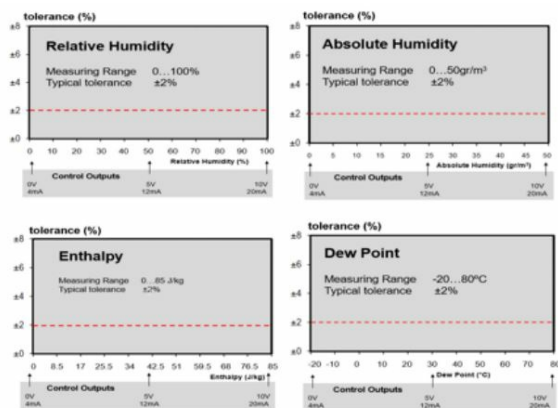 tolerance (%)
±8
±6
±4
±2
±0
Relative Humidity
Measuring Range 0...100%
Typical tolerance ±2%
0 10 20 30 40 50 60 70 80 90 100
Relative Humidity (%)
Control Outputs
0V 5V 10V
4mA 12mA 20mA
tolerance (%)
±8
±6
±4
±2
±0
Absolute Humidity
Measuring Range 0...50gr/m³
Typical tolerance ±2%
0 5 10 15 20 25 30 35 40 45 50
Absolute Humidity (gr/m³)
Control Outputs
0V 5V 10V
4mA 12mA 20mA
tolerance (%)
±8
±6
±4
±2
±0
Enthalpy
Measuring Range 0...85 J/kg
Typical tolerance ±2%
0 8.5 17 25.5 34 42.5 51 59.5 68 76.5 85
Enthalpy (J/kg)
Control Outputs
0V 5V 10V
4mA 12mA 20mA
tolerance (%)
±8
±6
±4
±2
±0
Dew Point
Measuring Range -20...80ºC
Typical tolerance ±2%
-20 -10 0 10 20 30 40 50 60 70 80
Dew Point (°C)
Control Outputs
0V 5V 10V
4mA 12mA 20mA